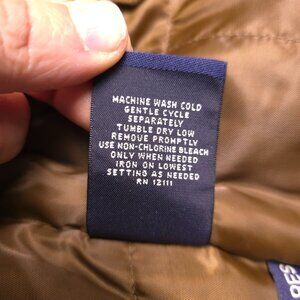 MACHINE WASH COLD
GENTLE CYCLE
SEPARATELY
TUMBLE DRY LOW
REMOVE PROMPTLY
USE NON-CHLORINE BLEACH
ONLY WHEN NEEDED
IRON ON LOWEST
SETTING AS NEEDED
RN 12111